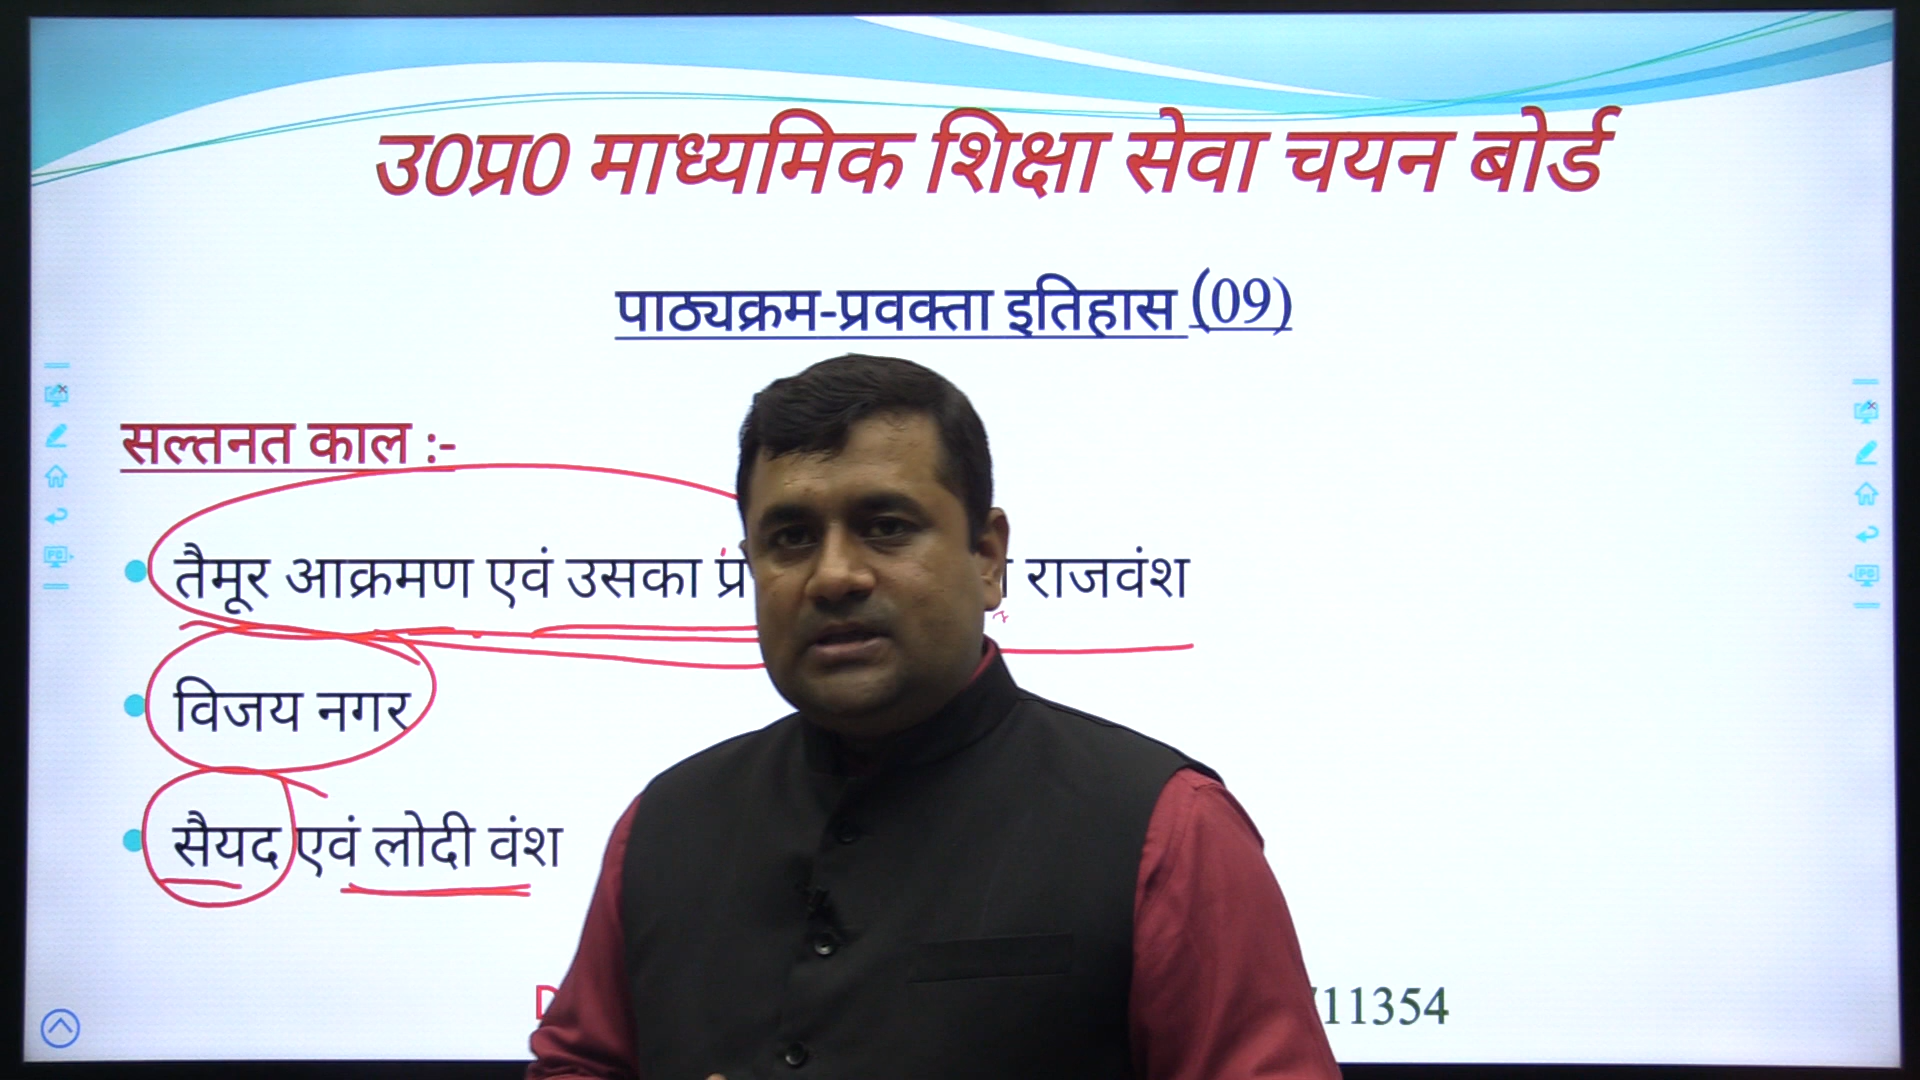 उ0प्र0 माध्यमिक शिक्षा सेवा चयन बोर्ड
पाठ्यक्रम-प्रवक्ता इतिहास (09)
सल्तनत काल :-
तैमूर आक्रमण एवं उसका राजवंश
विजय नगर
सैयद एवं लोदी वंश
11354